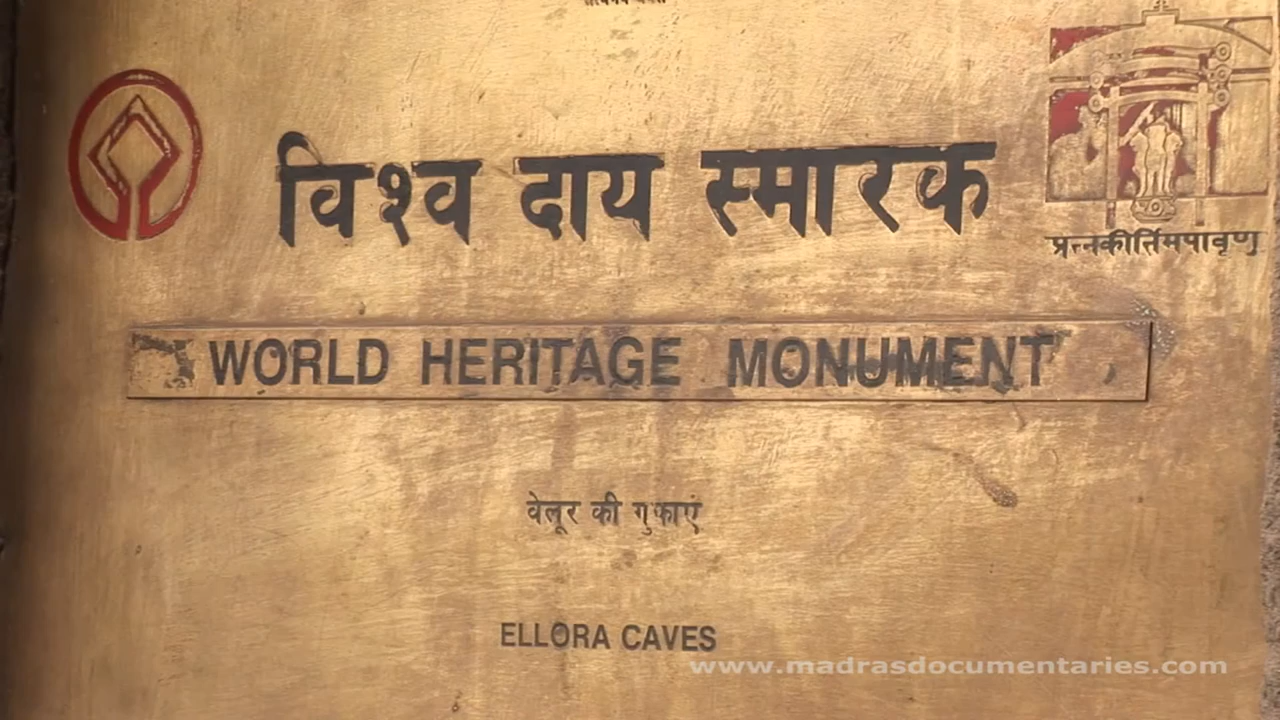 विश्व दाय स्मारक
प्रत्नकीर्तिमपावृणु
WORLD HERITAGE MONUMENT
वेलूर की गुफाएं
ELLORA CAVES
www.madrasdocumentaries.com